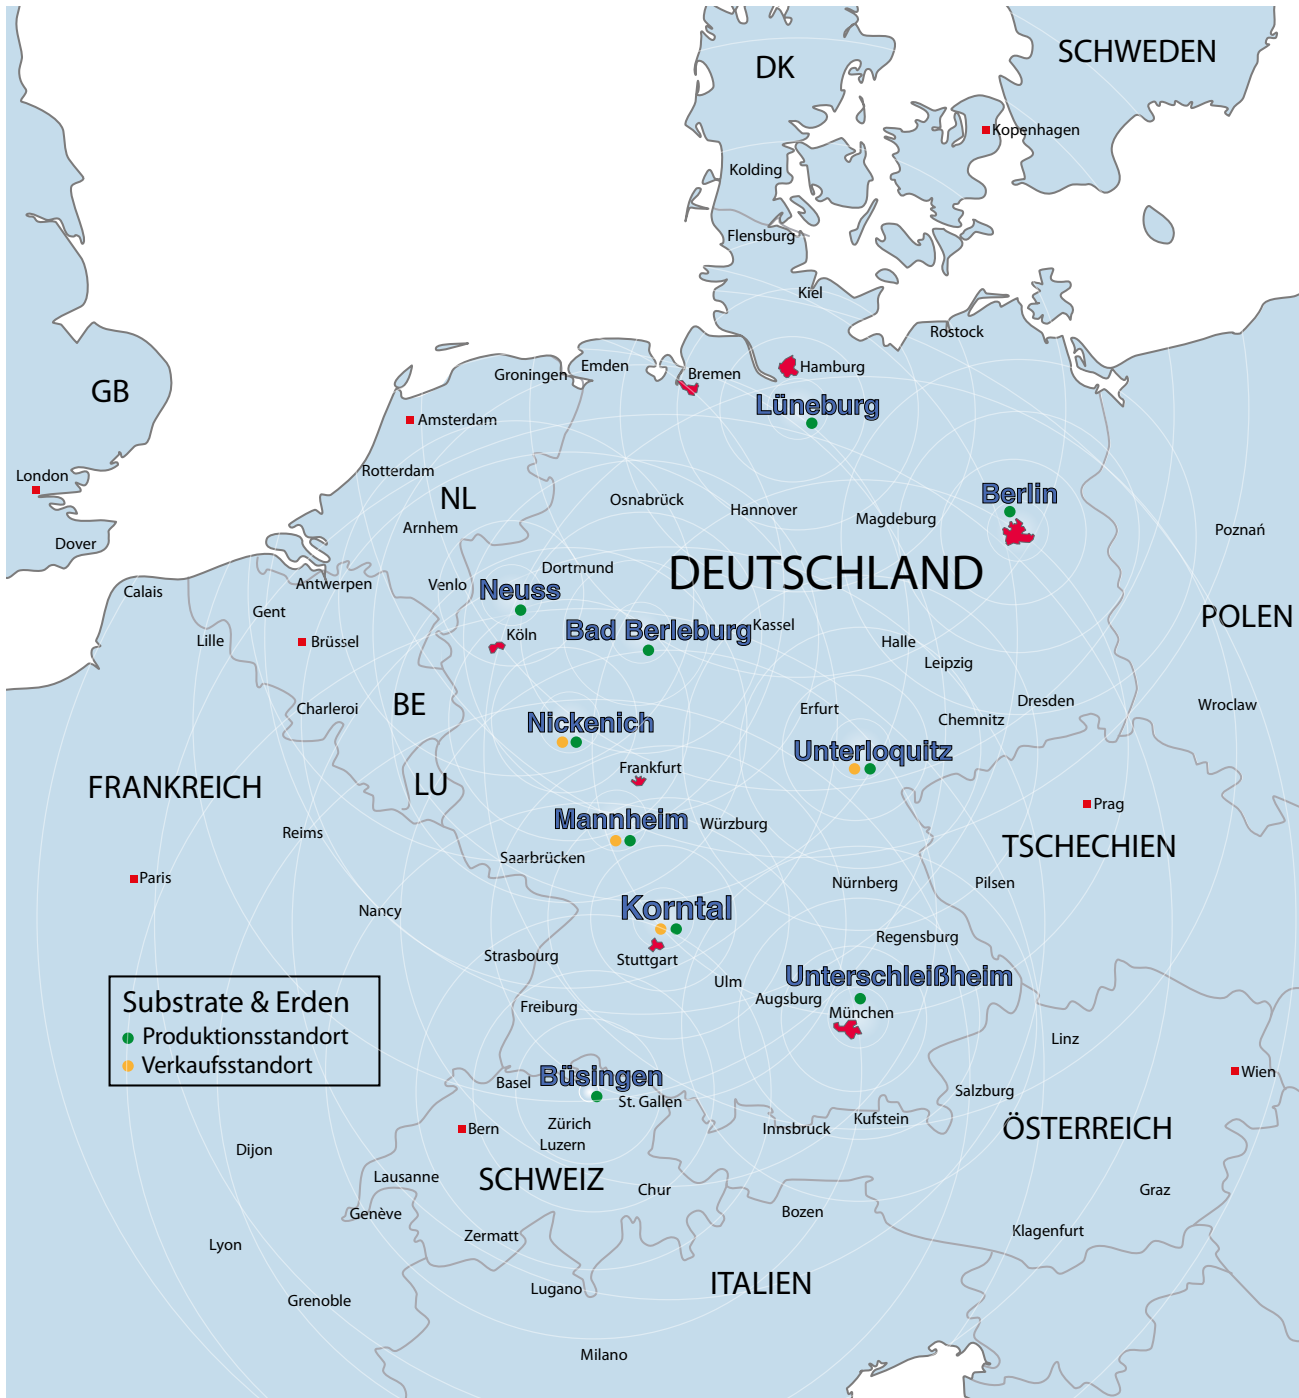 SCHWEDEN
DK
Kopenhagen
Kolding
Flensburg
Kiel
Rostock
Hamburg
Emden
Bremen
Groningen
GB
Lüneburg
Amsterdam
Rotterdam
London
NL
Berlin
Osnabrück
Hannover
Magdeburg
Arnhem
Poznań
Dover
DEUTSCHLAND
Dortmund
Antwerpen
Venlo
Calais
Neuss
Gent
POLEN
Lille
Brüssel
Köln
Bad Berleburg
Kassel
Halle
Leipzig
BE
Charleroi
Erfurt
Dresden
Wroclaw
Chemnitz
Nickenich
Unterloquitz
Frankfurt
LU
FRANKREICH
Prag
Mannheim
Würzburg
Reims
TSCHECHIEN
Saarbrücken
Paris
Nürnberg
Pilsen
Nancy
Korntal
Regensburg
Strasbourg
Stuttgart
Unterschleißheim
Ulm
Augsburg
Substrate & Erden
Produktionsstandort
Verkaufsstandort
Freiburg
München
Linz
Wien
Büsingen
Basel
Salzburg
St. Gallen
Zürich
Bern
Kufstein
Innsbruck
ÖSTERREICH
Luzern
Dijon
Lausanne
SCHWEIZ
Chur
Graz
Genève
Bozen
Klagenfurt
Zermatt
Lyon
ITALIEN
Lugano
Grenoble
Milano